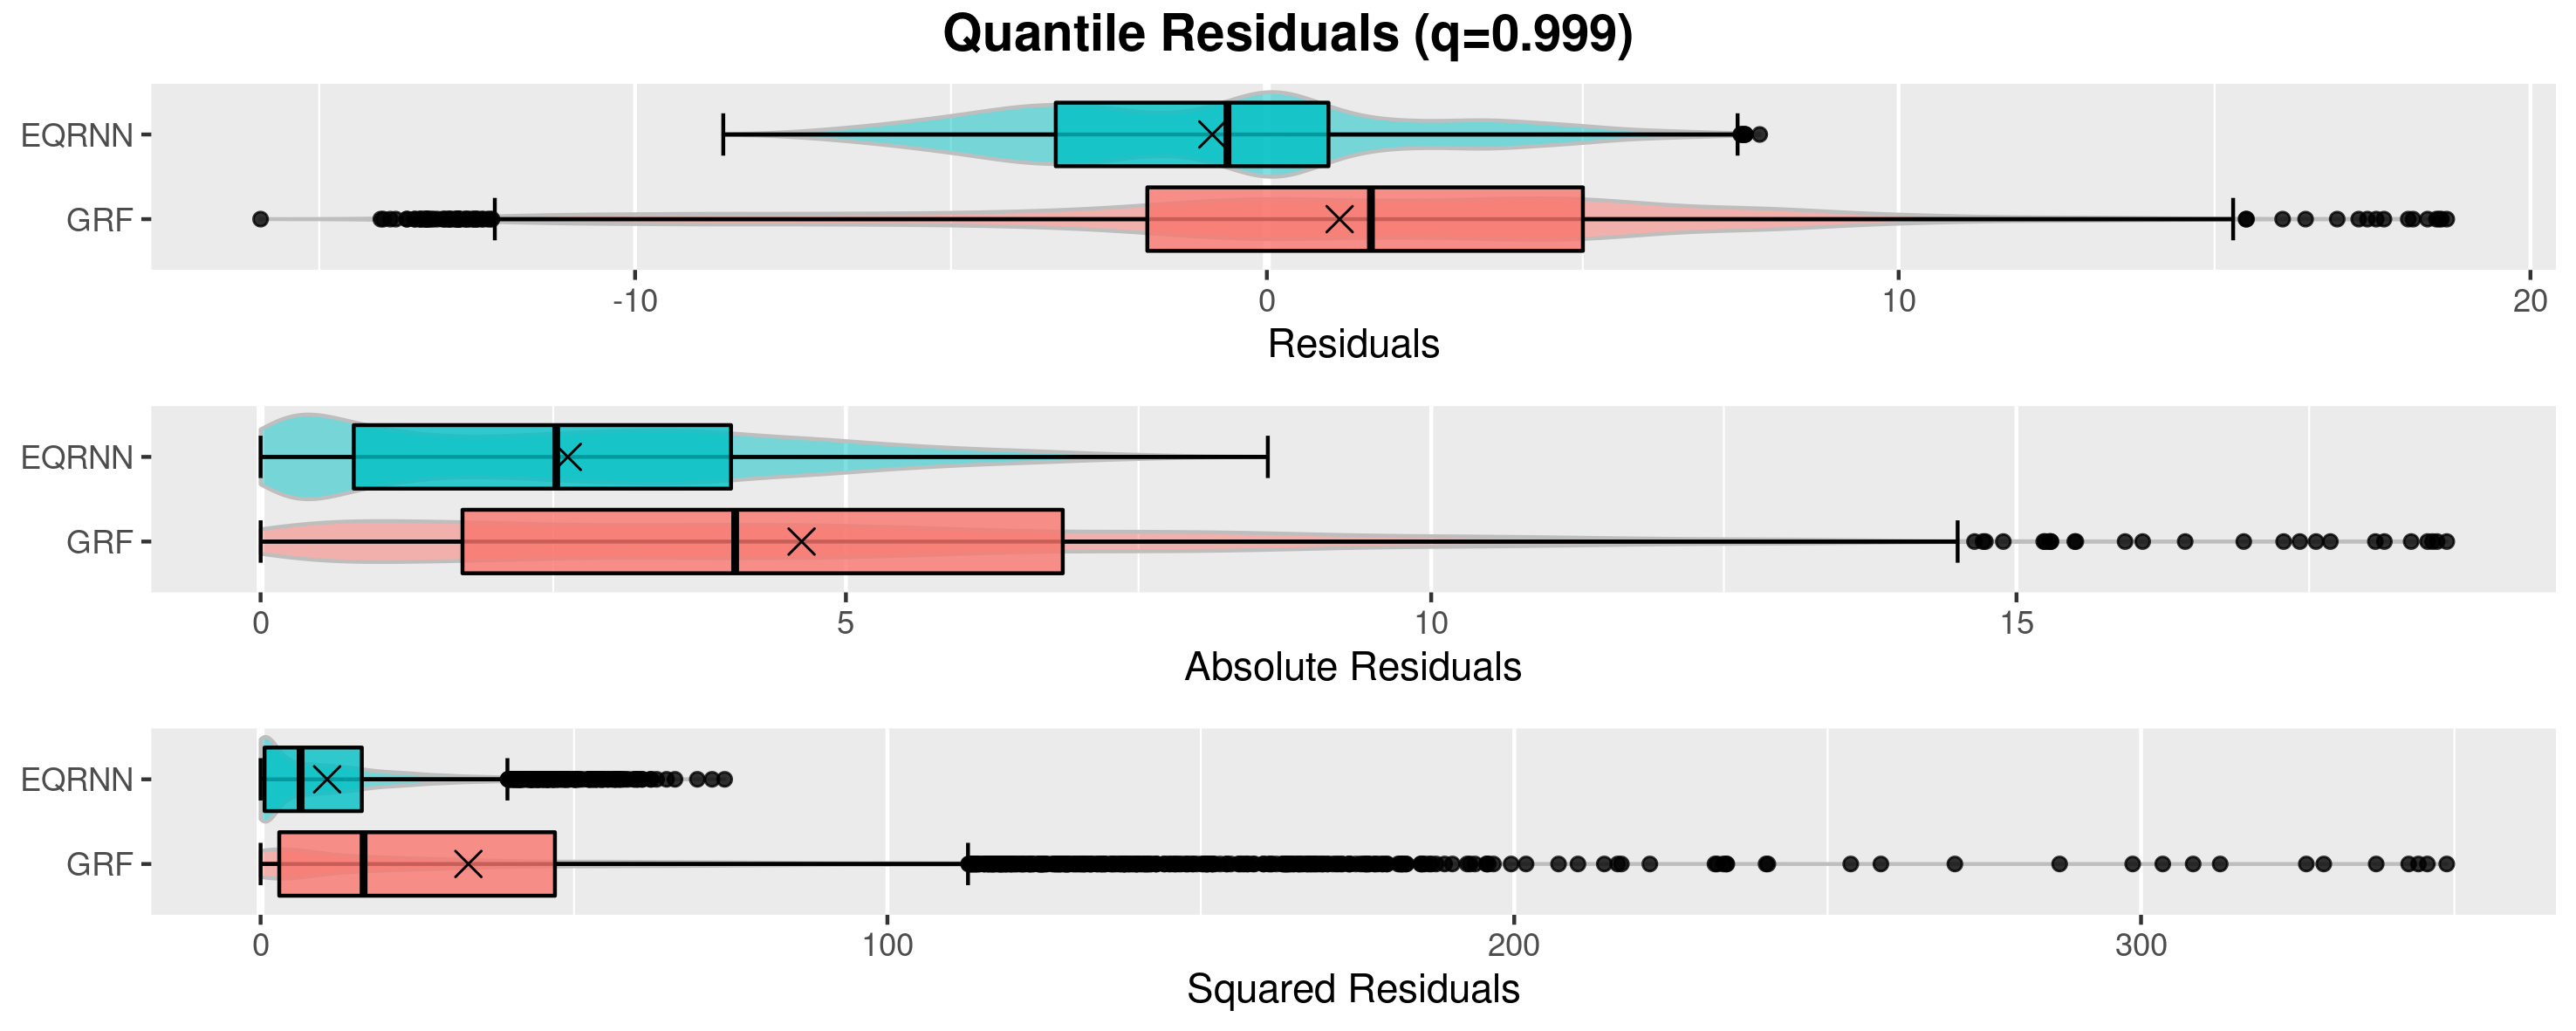 Quantile Residuals (q=0.999)
EQRNN
GRF
-10 0 10 20
Residuals
EQRNN
GRF
0 5 10 15
Absolute Residuals
EQRNN
GRF
0 100 200 300
Squared Residuals